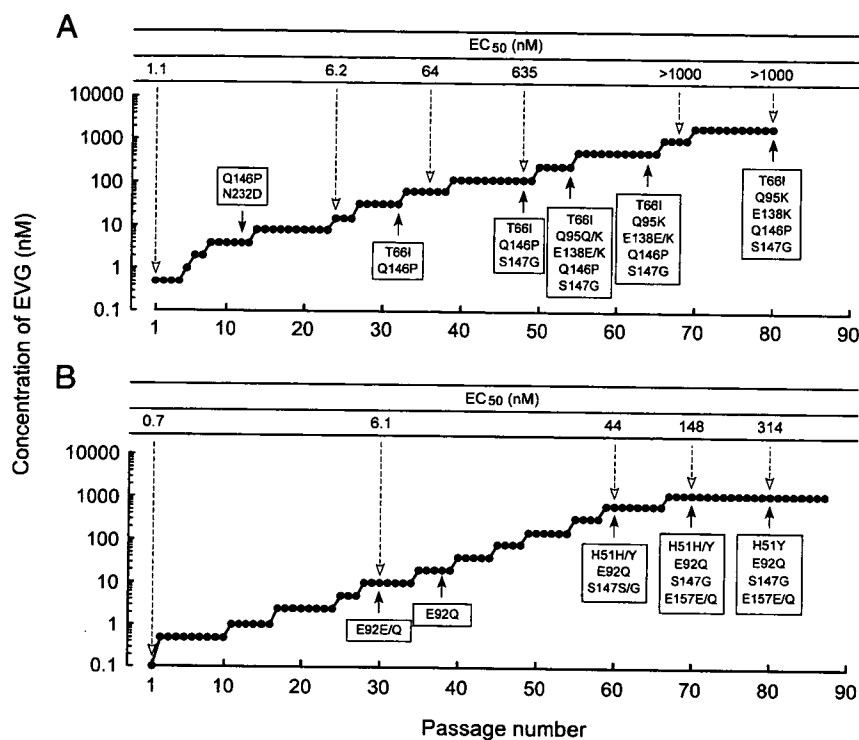 A
EC50 (nM)
1.1 6.2 64 635 >1000 >1000
10000
1000
100
10
1
0.1
Q146P
N232D
T66I
Q146P
T66I
Q146P
S147G
T66I
Q95Q/K
E138E/K
Q146P
S147G
T66I
Q95K
E138E/K
Q146P
S147G
T66I
Q95K
E138K
Q146P
S147G
1 10 20 30 40 50 60 70 80 90
Concentration of EVG (nM)
B
EC50 (nM)
0.7 6.1 44 148 314
10000
1000
100
10
1
0.1
E92E/Q
E92Q
H51H/Y
E92Q
S147S/G
H51H/Y
E92Q
S147G
E157E/Q
H51Y
E92Q
S147G
E157E/Q
1 10 20 30 40 50 60 70 80 90
Passage number